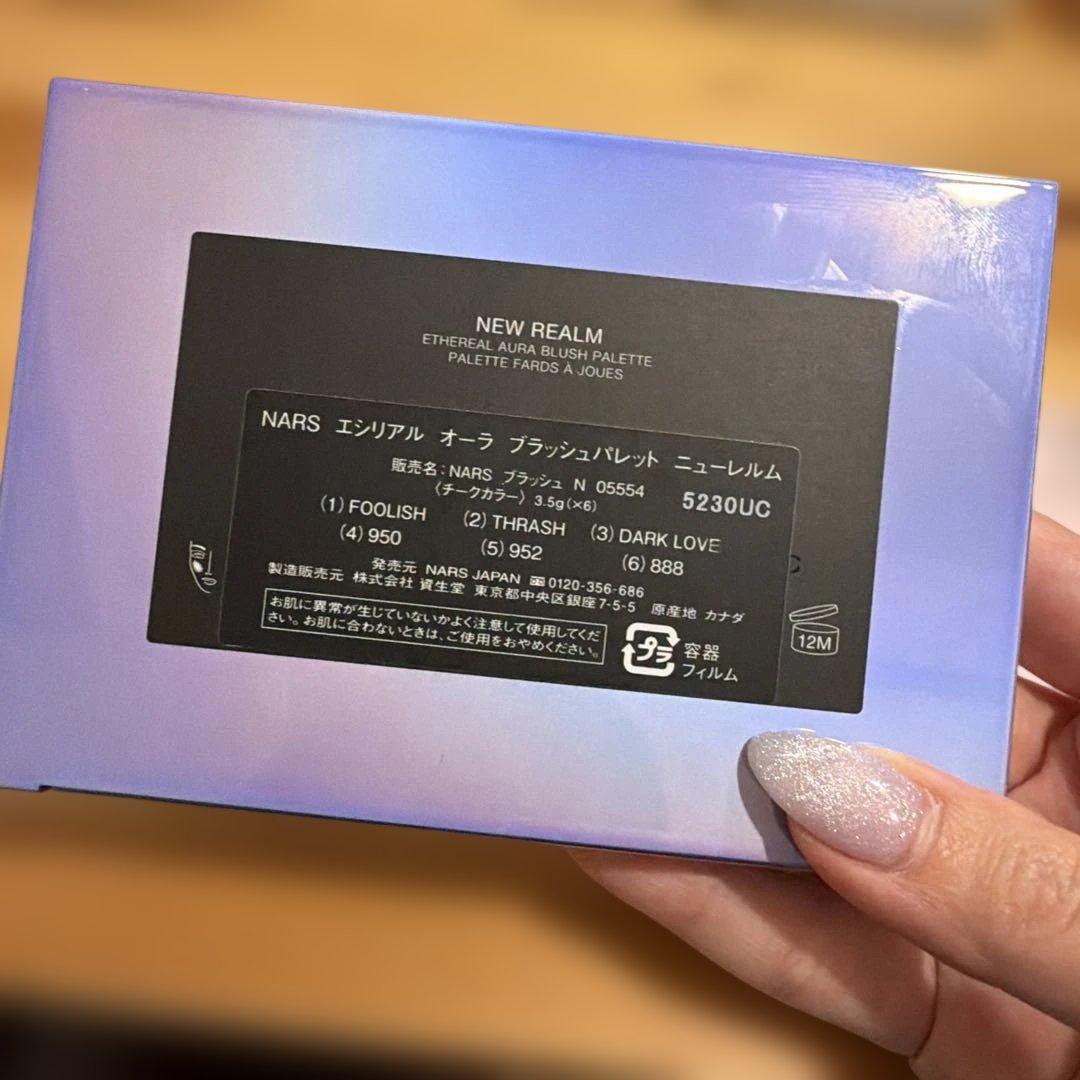 NEW REALM
ETHEREAL AURA BLUSH PALETTE
PALETTE FARDS À JOUES
NARS エシリアル オーラ ブラッシュパレット ニューレルム
販売名:NARS ブラッシュ N 05554
5230UC
〈チークカラー〉 3.5g(×6)
(1) FOOLISH (2) THRASH (3) DARK LOVE
(4) 950 (5) 952 (6) 888
発売元 NARS JAPAN 0120-356-686
製造販売元 株式会社 資生堂 東京都中央区銀座7-5-5 原産地 カナダ
お肌に異常が生じていないかよく注意して使用してくだ
さい。お肌に合わないときは、ご使用をおやめください。
プラ
容器
フィルム
12M